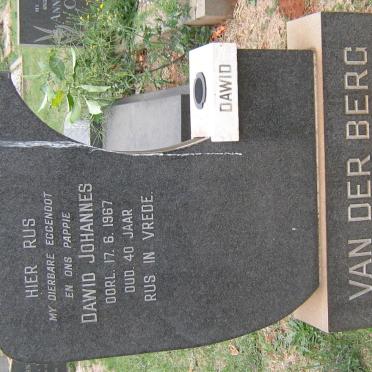 HIER RUS
MY DIERBARE EGGENOOT
EN ONS PAPPIE
DAWID JOHANNES
OORL. 17. 6. 1967
OUD 40 JAAR
RUS IN VREDE.
DAWID
VAN DER BERG